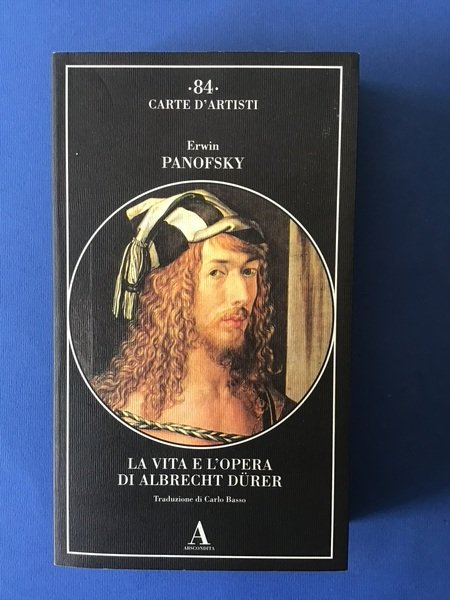 ·84·
CARTE D'ARTISTI
Erwin
PANOFSKY
LA VITA E L'OPERA
DI ALBRECHT DÜRER
Traduzione di Carlo Basso
A
ABSCONDITA